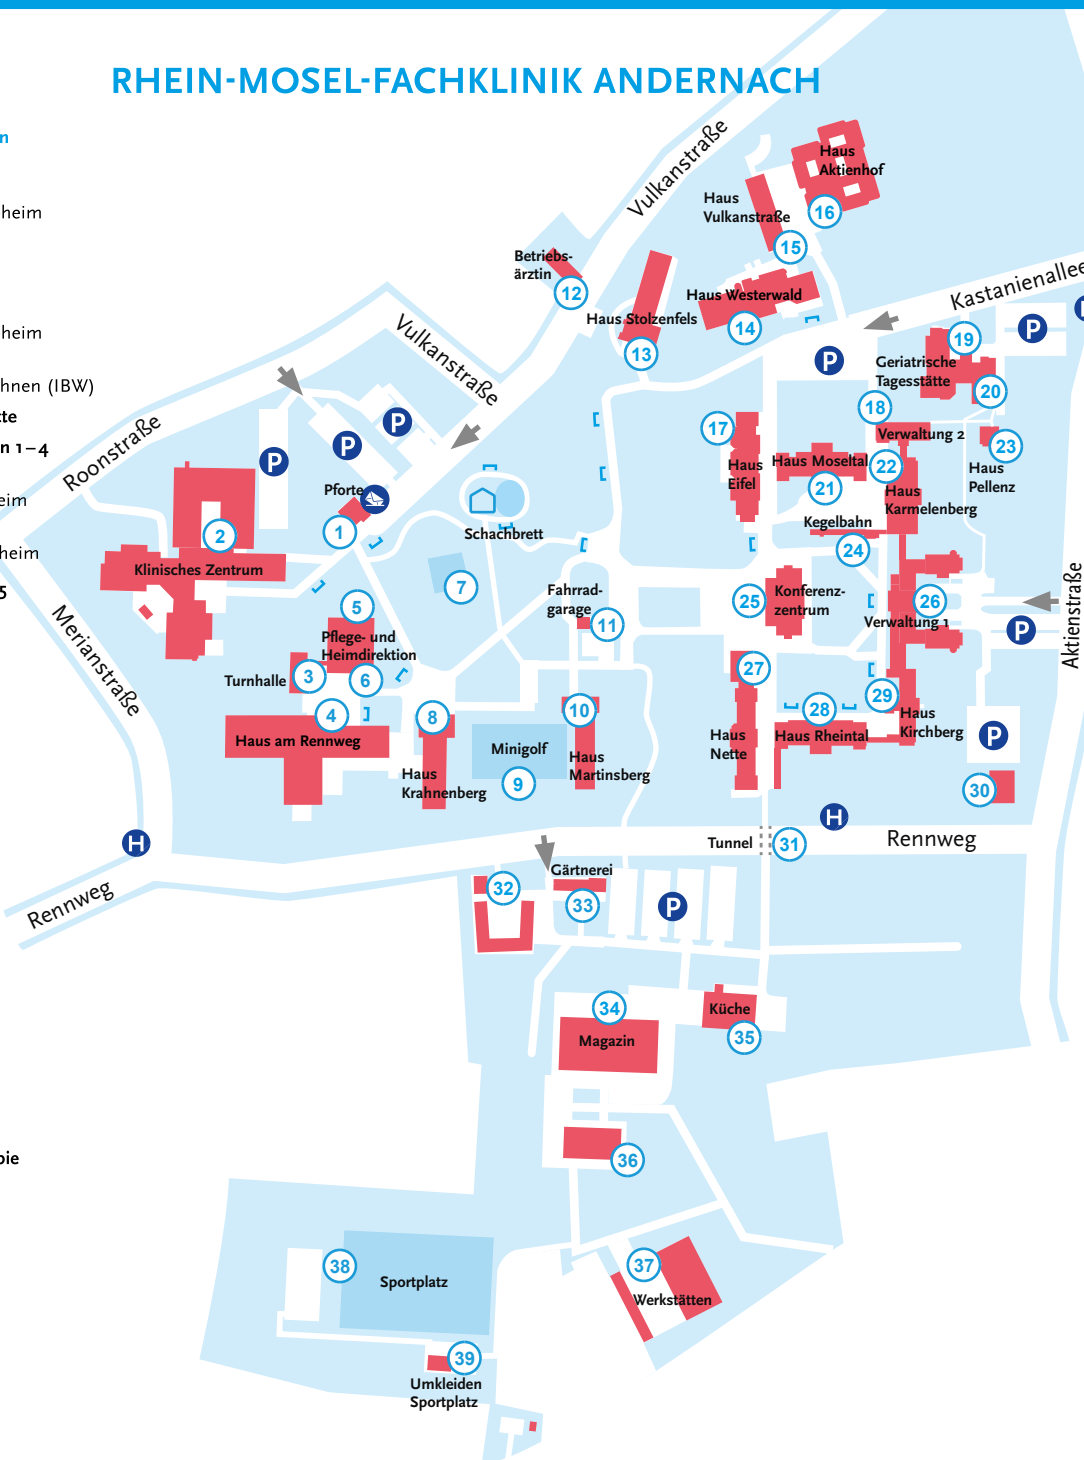 RHEIN-MOSEL-FACHKLINIK ANDERNACH
n
heim
heim
hnen (IBW)
te
n 1–4
eim
heim
5
pie
Vulkanstraße
Haus
Aktienhof
16
Haus
Vulkanstraße
15
Betriebs-
ärztin
12
Haus Westerwald
14
Haus Stolzenfels
13
Kastanienallee
P
P
19
Geriatrische
Tagesstätte
20
18
Vulkanstraße
Roonstraße
P
P
P
17
Haus
Eifel
Haus Moseltal
21
Verwaltung 2
22
23
Haus
Pellenz
Haus
Karmelenberg
Kegelbahn
24
Pforte
1
2
Klinisches Zentrum
Schachbrett
7
Fahrrad-
garage
11
25
Konferenz-
zentrum
26
Verwaltung 1
P
Aktienstraße
Merianstraße
5
Pflege- und
Heimdirektion
Turnhalle
3
6
4
Haus am Rennweg
8
Haus
Krahnenberg
Minigolf
9
10
Haus
Martinsberg
27
Haus
Nette
28
Haus Rheintal
29
Haus
Kirchberg
P
30
H
H
Tunnel
31
Rennweg
Rennweg
32
Gärtnerei
33
P
34
Magazin
Küche
35
36
37
Werkstätten
38
Sportplatz
39
Umkleiden
Sportplatz